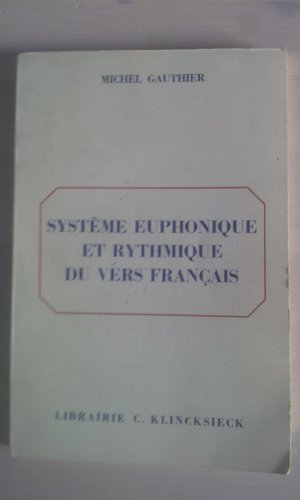 MICHEL GAUTHIER
SYSTÈME EUPHONIQUE
ET RYTHMIQUE
DU VERS FRANÇAIS
LIBRAIRIE C. KLINCKSIECK